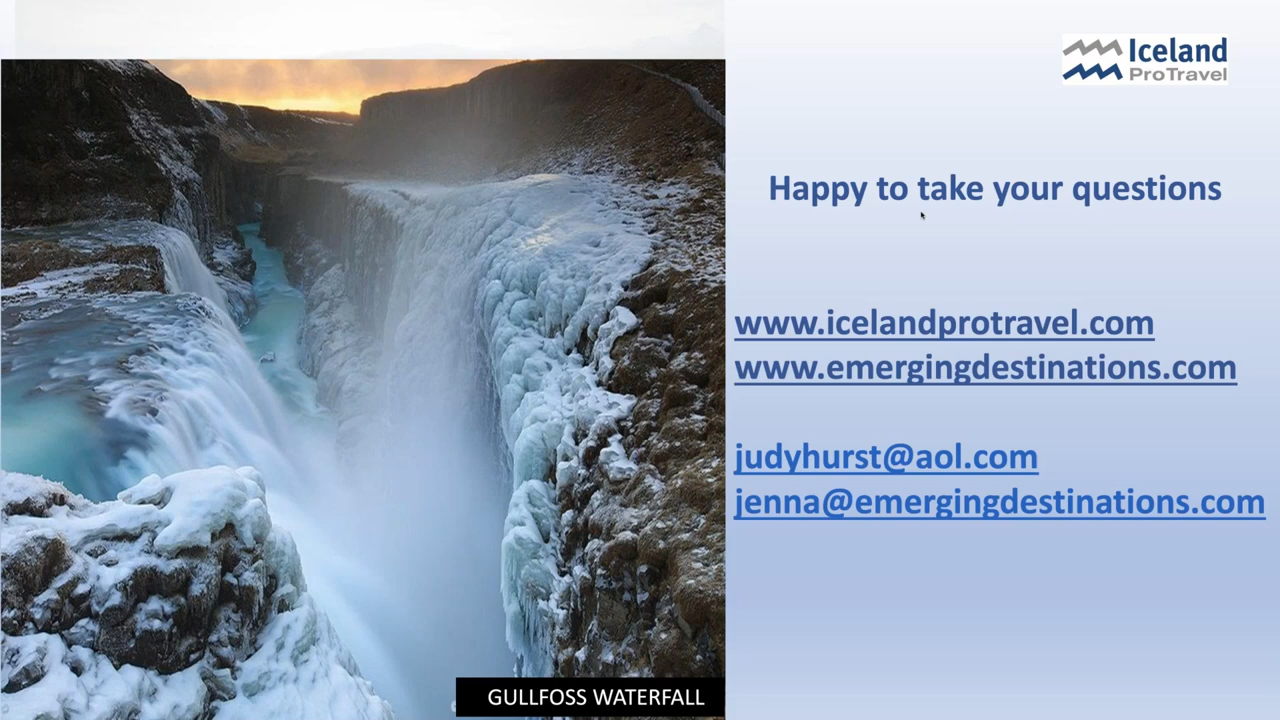 Iceland
ProTravel
Happy to take your questions
www.icelandprotravel.com
www.emergingdestinations.com
judyhurst@aol.com
jenna@emergingdestinations.com
GULLFOSS WATERFALL